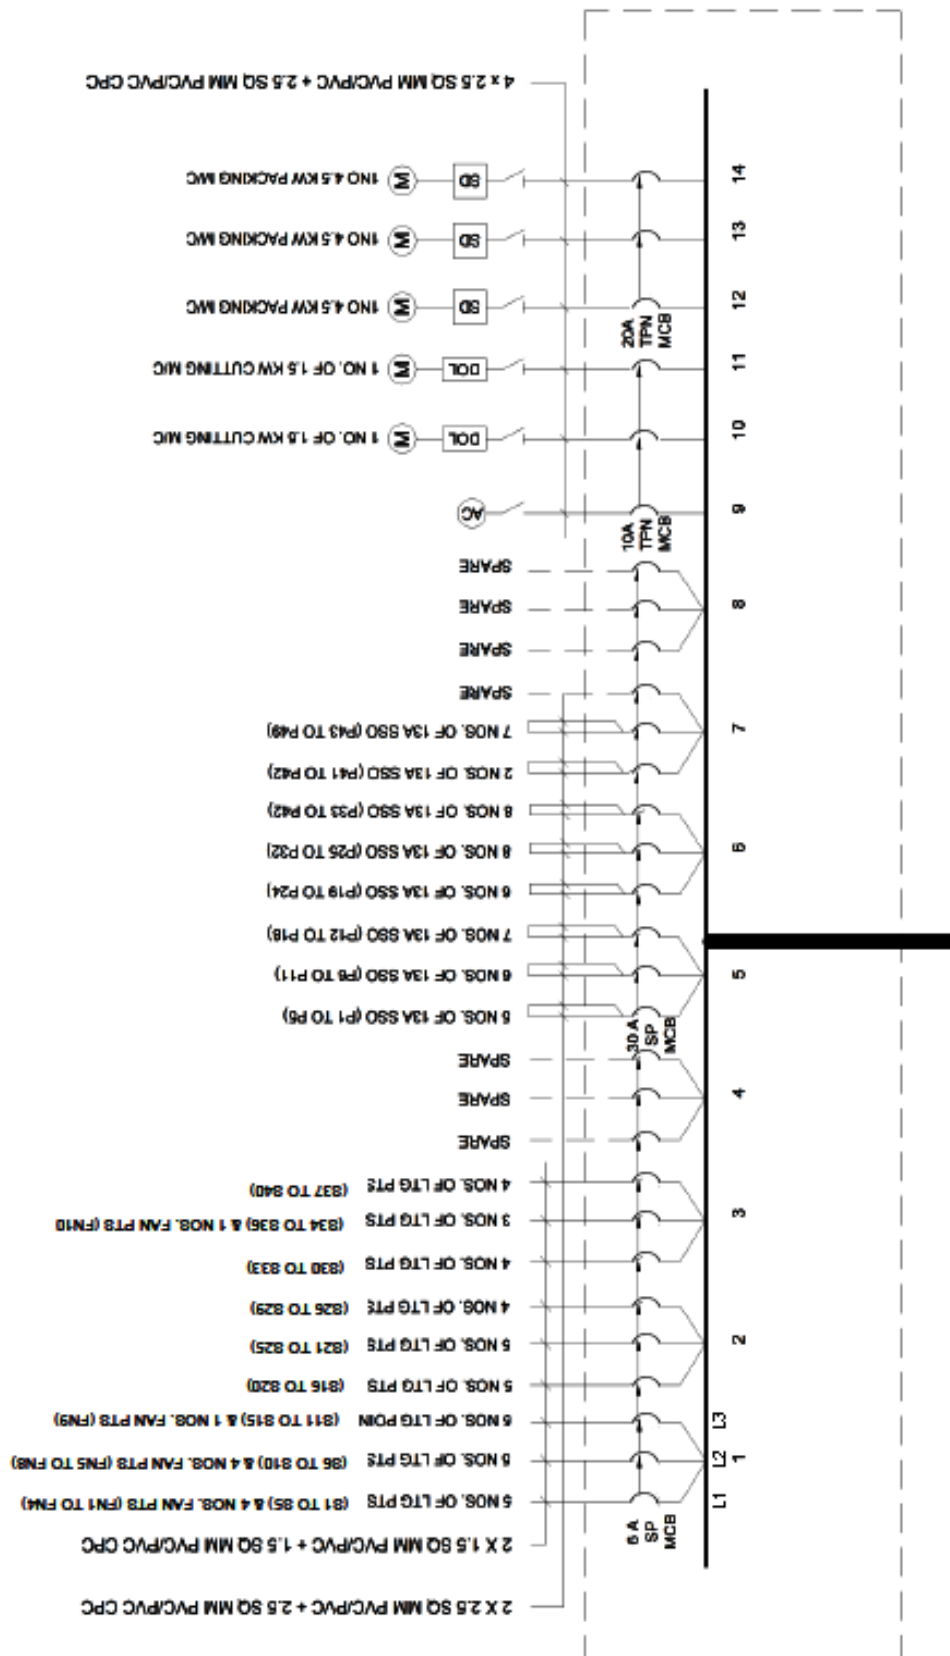 4 x 2.5 SQ MM PVC/PVC + 2.5 SQ MM PVC/PVC CPC
1NO 4.5 KW PACKING M/C
M
SD
14
1NO 4.5 KW PACKING M/C
M
SD
13
1NO 4.5 KW PACKING M/C
M
SD
12
20A
TPN
MCB
1 NO. OF 1.5 KW CUTTING M/C
M
DOL
11
1 NO. OF 1.5 KW CUTTING M/C
M
DOL
10
AC
9
10A
TPN
MCB
SPARE
SPARE
8
SPARE
SPARE
7 NOS. OF 13A SSO (P43 TO P49)
7
2 NOS. OF 13A SSO (P41 TO P42)
8 NOS. OF 13A SSO (P33 TO P42)
8 NOS. OF 13A SSO (P25 TO P32)
6
6 NOS. OF 13A SSO (P19 TO P24)
7 NOS. OF 13A SSO (P12 TO P18)
6 NOS. OF 13A SSO (P6 TO P11)
5
5 NOS. OF 13A SSO (P1 TO P5)
30 A
SP
MCB
SPARE
SPARE
4
SPARE
4 NOS. OF LTG PTS (S37 TO S40)
3 NOS. OF LTG PTS (S34 TO S36) & 1 NOS. FAN PTS (FN10
3
4 NOS. OF LTG PTS (S30 TO S33)
4 NOS. OF LTG PTS (S26 TO S29)
5 NOS. OF LTG PTS (S21 TO S25)
2
5 NOS. OF LTG PTS (S16 TO S20)
6 NOS. OF LTG POIN (S11 TO S15) & 1 NOS. FAN PTS (FN9)
L3
5 NOS. OF LTG PTS (S6 TO S10) & 4 NOS. FAN PTS (FN5 TO FN8)
L2
1
5 NOS. OF LTG PTS (S1 TO S5) & 4 NOS. FAN PTS (FN1 TO FN4)
L1
6 A
SP
MCB
2 X 1.5 SQ MM PVC/PVC + 1.5 SQ MM PVC/PVC CPC
2 X 2.5 SQ MM PVC/PVC + 2.5 SQ MM PVC/PVC CPC